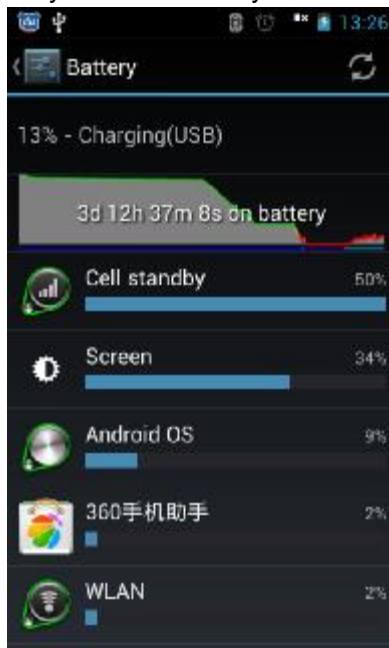 13:26
Battery
13% - Charging(USB)
3d 12h 37m 8s on battery
Cell standby 50%
Screen 34%
Android OS 9%
360手机助手 2%
WLAN 2%